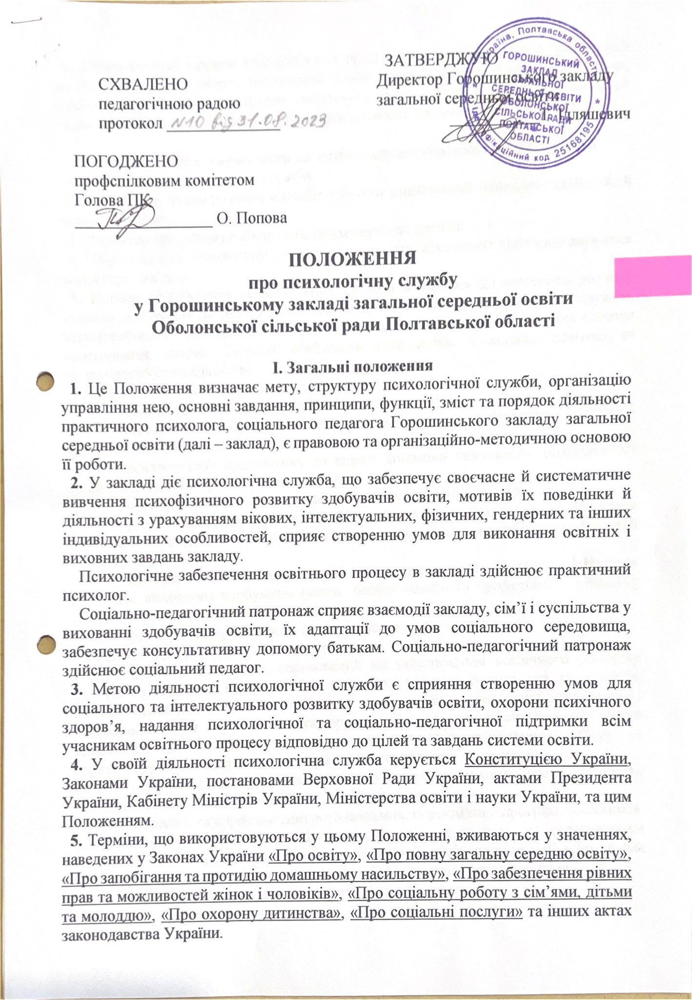 ЗАТВЕРДЖУЮ
Директор Горошинського закладу
загальної середньої освіти
Т. Ілляшевич
Україна, Полтавська область
ГОРОШИНСЬКИЙ
ЗАКЛАД
ЗАГАЛЬНОЇ
СЕРЕДНЬОЇ ОСВІТИ
ОБОЛОНСЬКОЇ
СІЛЬСЬКОЇ РАДИ
ПОЛТАВСЬКОЇ
ОБЛАСТІ
код 25168195
СХВАЛЕНО
педагогічною радою
протокол N10 від 31.08.2023
ПОГОДЖЕНО
профспілковим комітетом
Голова ПК
О. Попова
ПОЛОЖЕННЯ
про психологічну службу
у Горошинському закладі загальної середньої освіти
Оболонської сільської ради Полтавської області
І. Загальні положення
1. Це Положення визначає мету, структуру психологічної служби, організацію
управління нею, основні завдання, принципи, функції, зміст та порядок діяльності
практичного психолога, соціального педагога Горошинського закладу загальної
середньої освіти (далі – заклад), є правовою та організаційно-методичною основою
її роботи.
2. У закладі діє психологічна служба, що забезпечує своєчасне й систематичне
вивчення психофізичного розвитку здобувачів освіти, мотивів їх поведінки й
діяльності з урахуванням вікових, інтелектуальних, фізичних, гендерних та інших
індивідуальних особливостей, сприяє створенню умов для виконання освітніх і
виховних завдань закладу.
Психологічне забезпечення освітнього процесу в закладі здійснює практичний
психолог.
Соціально-педагогічний патронаж сприяє взаємодії закладу, сім’ї і суспільства у
вихованні здобувачів освіти, їх адаптації до умов соціального середовища,
забезпечує консультативну допомогу батькам. Соціально-педагогічний патронаж
здійснює соціальний педагог.
3. Метою діяльності психологічної служби є сприяння створенню умов для
соціального та інтелектуального розвитку здобувачів освіти, охорони психічного
здоров’я, надання психологічної та соціально-педагогічної підтримки всім
учасникам освітнього процесу відповідно до цілей та завдань системи освіти.
4. У своїй діяльності психологічна служба керується Конституцією України,
Законами України, постановами Верховної Ради України, актами Президента
України, Кабінету Міністрів України, Міністерства освіти і науки України, та цим
Положенням.
5. Терміни, що використовуються у цьому Положенні, вживаються у значеннях,
наведених у Законах України «Про освіту», «Про повну загальну середню освіту»,
«Про запобігання та протидію домашньому насильству», «Про забезпечення рівних
прав та можливостей жінок і чоловіків», «Про соціальну роботу з сім’ями, дітьми
та молоддю», «Про охорону дитинства», «Про соціальні послуги» та інших актах
законодавства України.